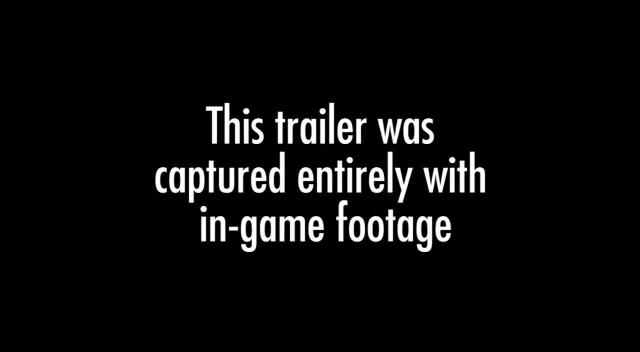 This trailer was
captured entirely with
in-game footage